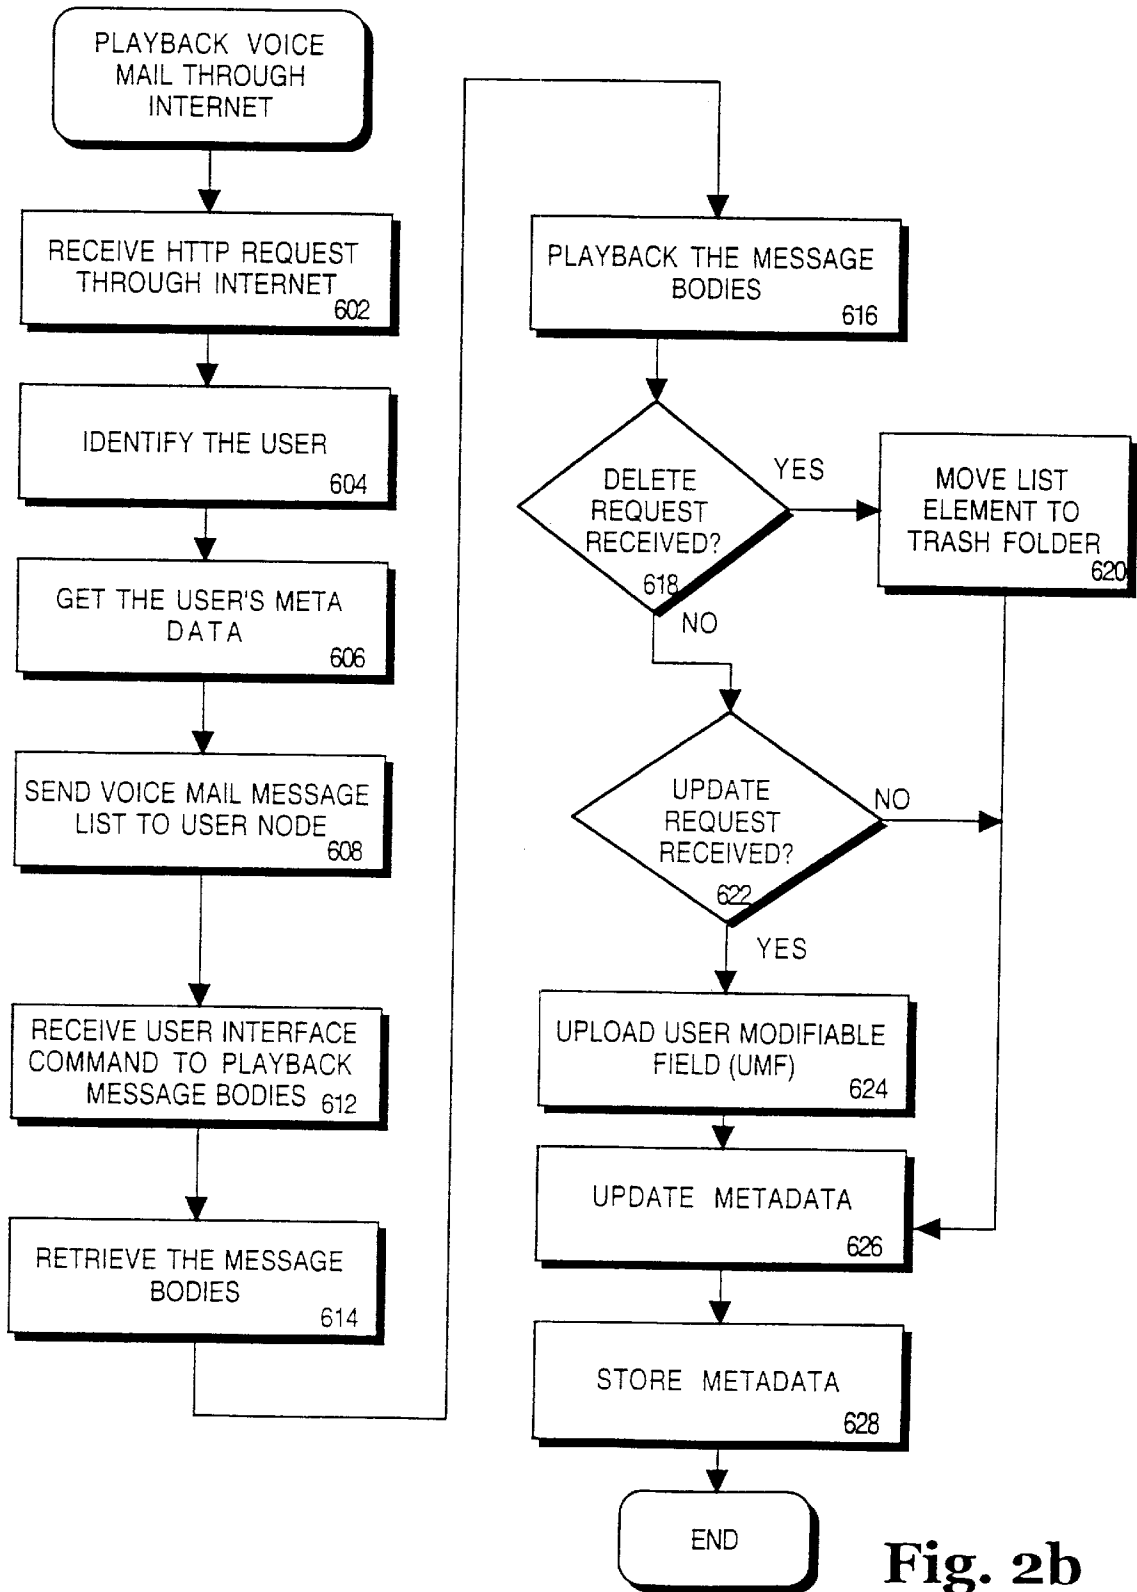 PLAYBACK VOICE
MAIL THROUGH
INTERNET
RECEIVE HTTP REQUEST
THROUGH INTERNET
602
IDENTIFY THE USER
604
GET THE USER'S META
DATA
606
SEND VOICE MAIL MESSAGE
LIST TO USER NODE
608
RECEIVE USER INTERFACE
COMMAND TO PLAYBACK
MESSAGE BODIES 612
RETRIEVE THE MESSAGE
BODIES
614
PLAYBACK THE MESSAGE
BODIES
616
DELETE
REQUEST
RECEIVED?
618
YES
NO
MOVE LIST
ELEMENT TO
TRASH FOLDER
620
UPDATE
REQUEST
RECEIVED?
622
NO
YES
UPLOAD USER MODIFIABLE
FIELD (UMF)
624
UPDATE METADATA
626
STORE METADATA
628
END
Fig. 2b